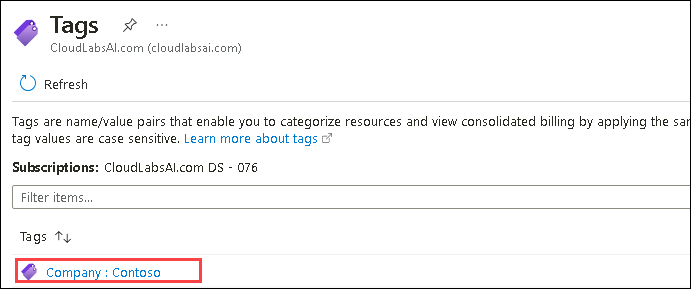 Tags
CloudLabsAI.com (cloudlabsai.com)
Refresh
Tags are name/value pairs that enable you to categorize resources and view consolidated billing by applying the sar
tag values are case sensitive. Learn more about tags
Subscriptions: CloudLabsAI.com DS - 076
Filter items...
Tags
Company : Contoso